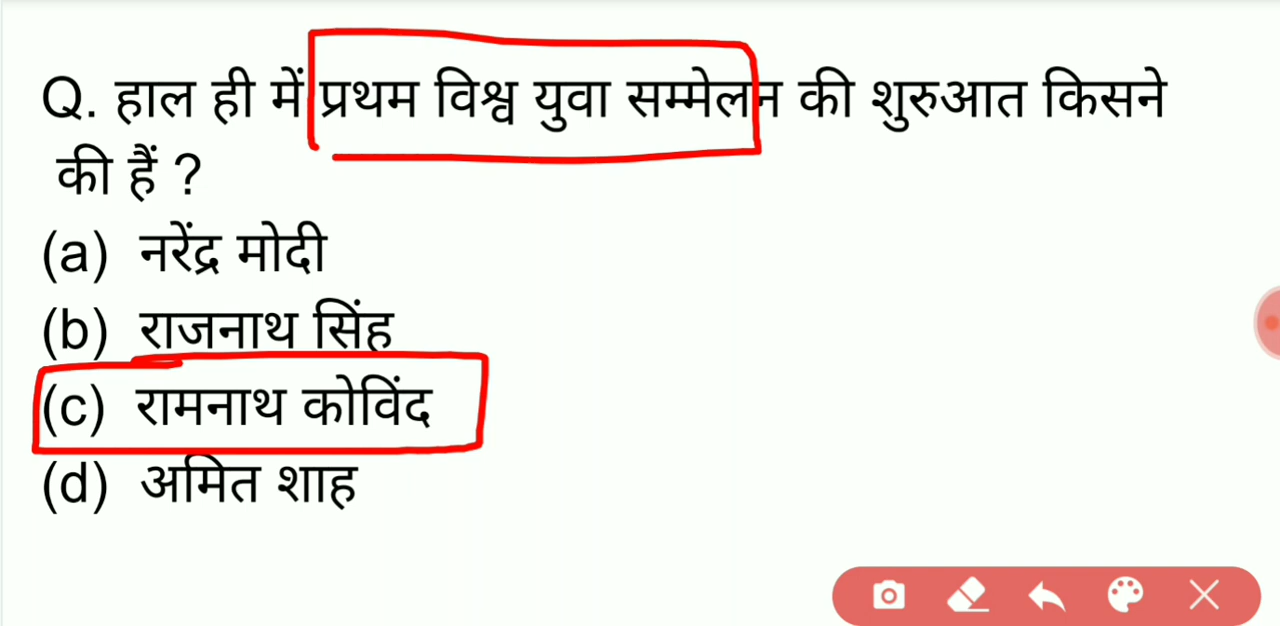 Q. हाल ही में प्रथम विश्व युवा सम्मेलन की शुरुआत किसने
की हैं ?
(a) नरेंद्र मोदी
(b) राजनाथ सिंह
(c) रामनाथ कोविंद
(d) अमित शाह